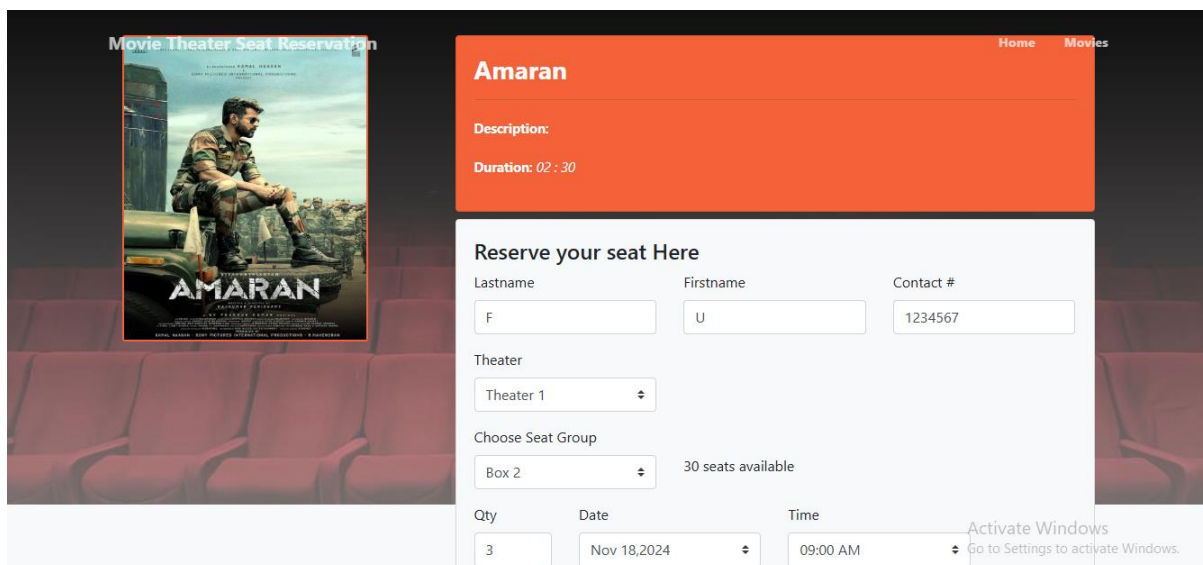 Movie Theater Seat Reservation
Home Movies
AMARAN
Amaran
Description:
Duration: 02 : 30
Reserve your seat Here
Lastname Firstname Contact #
F U 1234567
Theater
Theater 1
Choose Seat Group
Box 2 30 seats available
Qty Date Time
3 Nov 18,2024 09:00 AM
Activate Windows
Go to Settings to activate Windows.